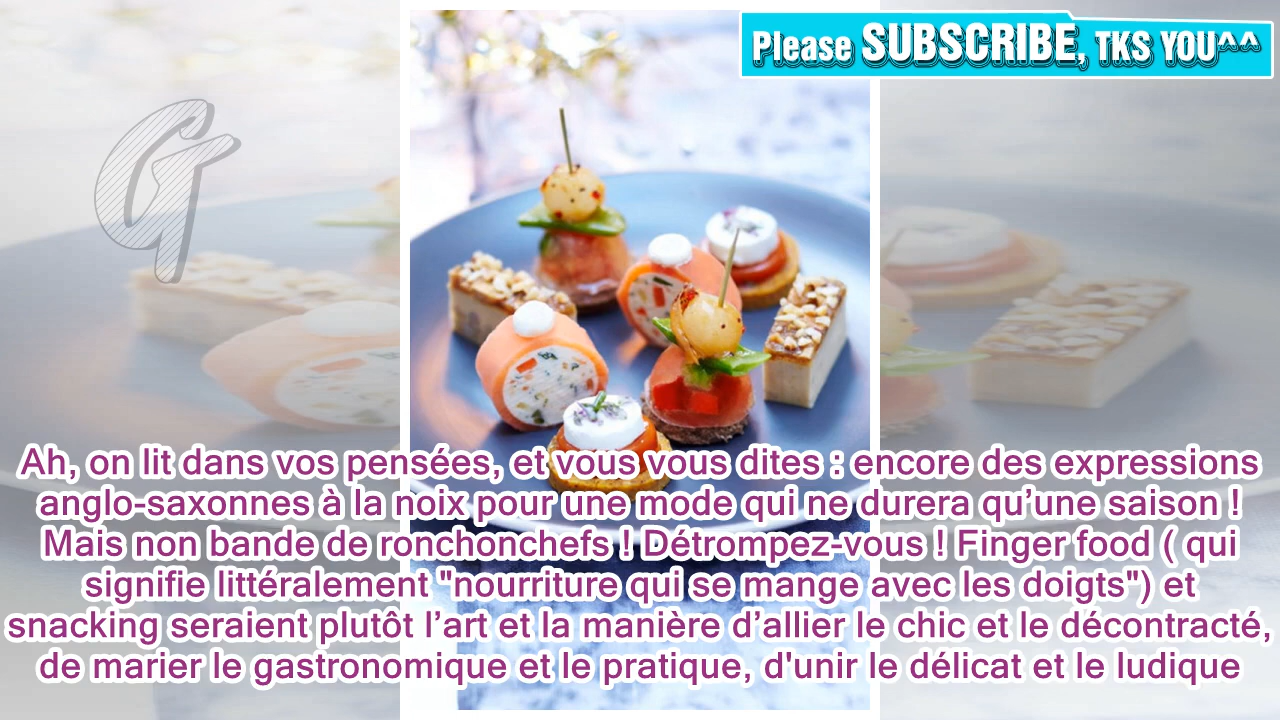 Please SUBSCRIBE, TKS YOU^^
G
Ah, on lit dans vos pensées, et vous vous dites : encore des expressions
anglo-saxonnes à la noix pour une mode qui ne durera qu’une saison !
Mais non bande de ronchonchefs ! Détrompez-vous ! Finger food ( qui
signifie littéralement "nourriture qui se mange avec les doigts") et
snacking seraient plutôt l’art et la manière d’allier le chic et le décontracté,
de marier le gastronomique et le pratique, d'unir le délicat et le ludique